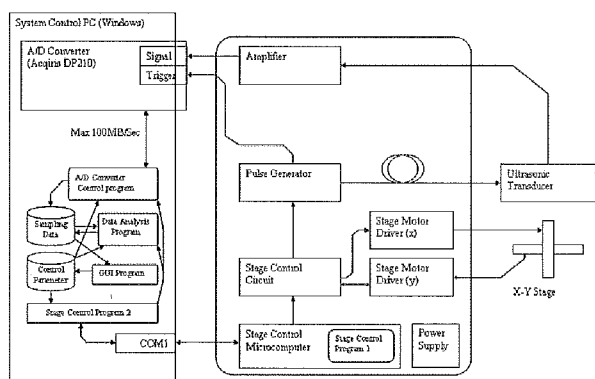 System Control PC (Windows)
A/D Converter
(Acqiris DP210)
Signal
Trigger
Amplifier
Max 100MB/Sec
A/D Converter
Control program
Pulse Generator
Ultrasonic
Transducer
Sampling
Data
Data Analysis
Program
Stage Motor
Driver (x)
Control
Parameter
GUI Program
Stage Control
Circuit
Stage Motor
Driver (y)
X-Y Stage
Stage Control Program 2
COM1
Stage Control
Microcomputer
Stage Control
Program 1
Power
Supply